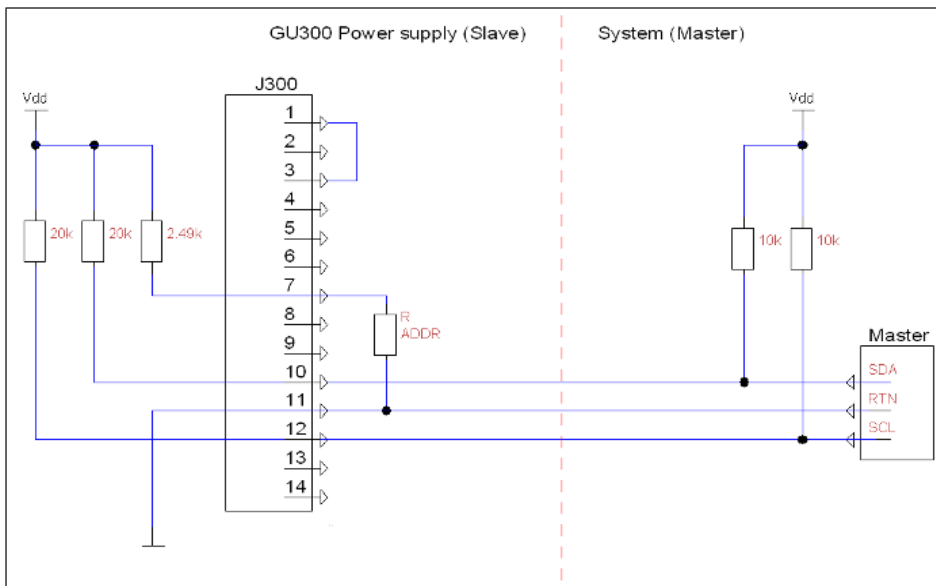 GU300 Power supply (Slave)
System (Master)
J300
Vdd
Vdd
1
2
3
4
5
6
7
8
9
10
11
12
13
14
20k
20k
2.49k
10k
10k
R
ADDR
Master
SDA
RTN
SCL